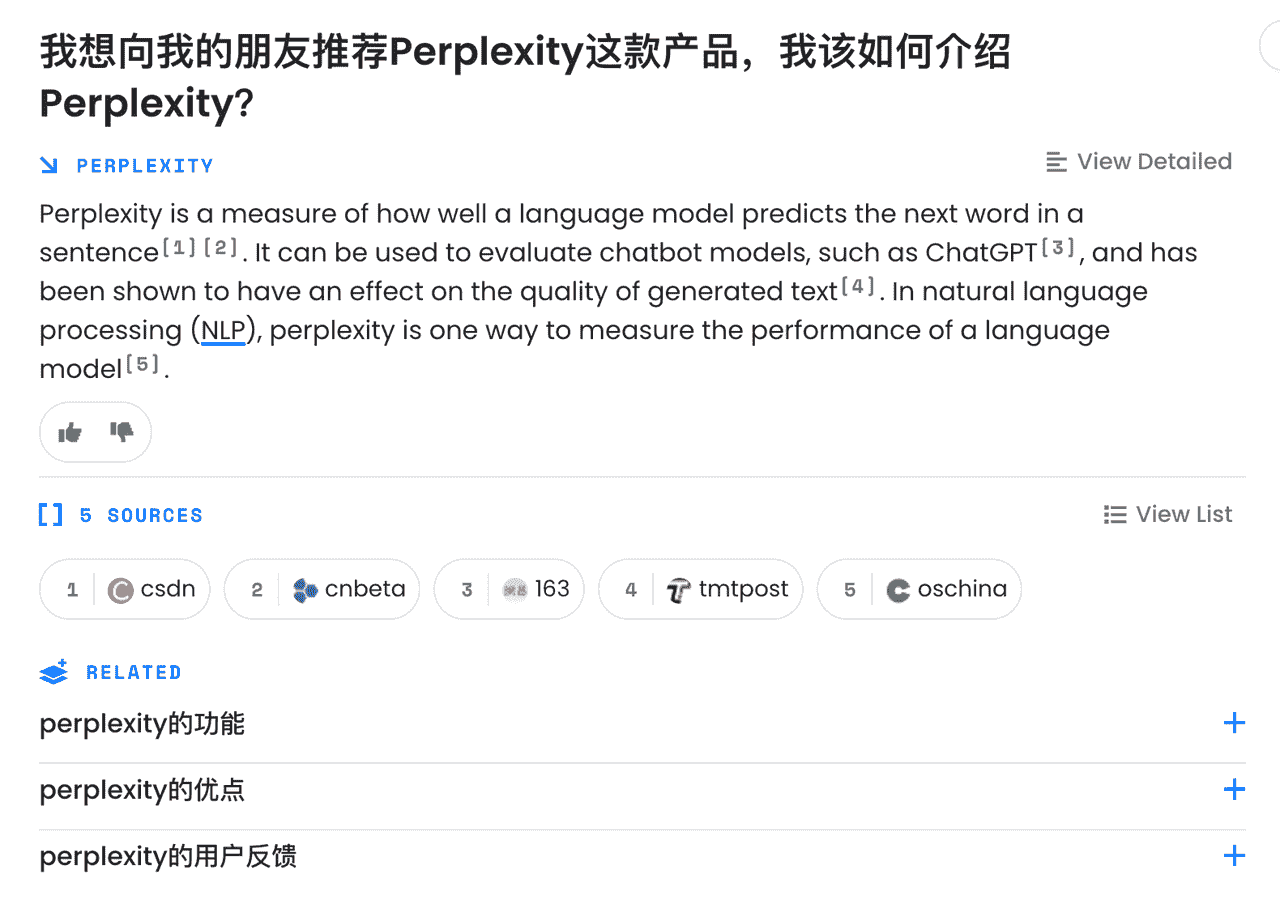 我想向我的朋友推荐Perplexity这款产品，我该如何介绍
Perplexity?
PERPLEXITY
View Detailed
Perplexity is a measure of how well a language model predicts the next word in a
sentence[1][2]. It can be used to evaluate chatbot models, such as ChatGPT[3], and has
been shown to have an effect on the quality of generated text[4]. In natural language
processing (NLP), perplexity is one way to measure the performance of a language
model[5].
5 SOURCES
View List
1 csdn
2 cnbeta
3 163
4 tmtpost
5 oschina
RELATED
perplexity的功能
perplexity的优点
perplexity的用户反馈